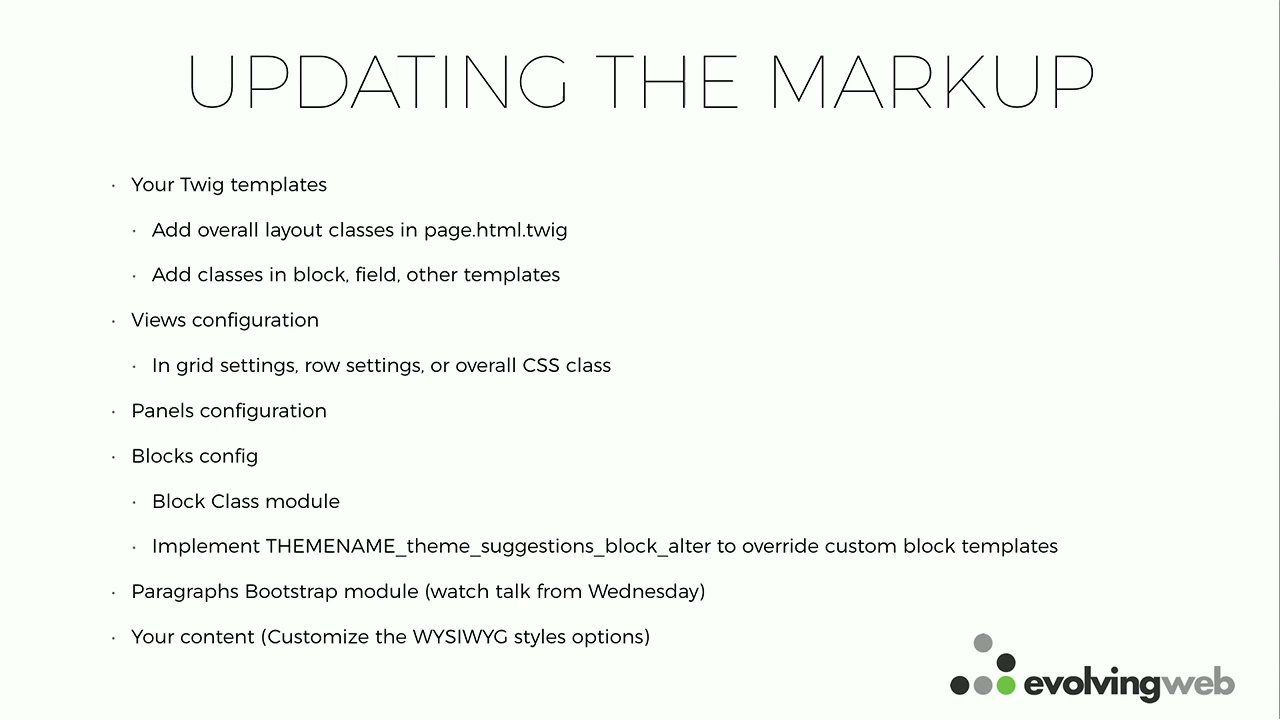 UPDATING THE MARKUP
· Your Twig templates
· Add overall layout classes in page.html.twig
· Add classes in block, field, other templates
· Views configuration
· In grid settings, row settings, or overall CSS class
· Panels configuration
· Blocks config
· Block Class module
· Implement THEMENAME_theme_suggestions_block_alter to override custom block templates
· Paragraphs Bootstrap module (watch talk from Wednesday)
· Your content (Customize the WYSIWYG styles options)
evolvingweb